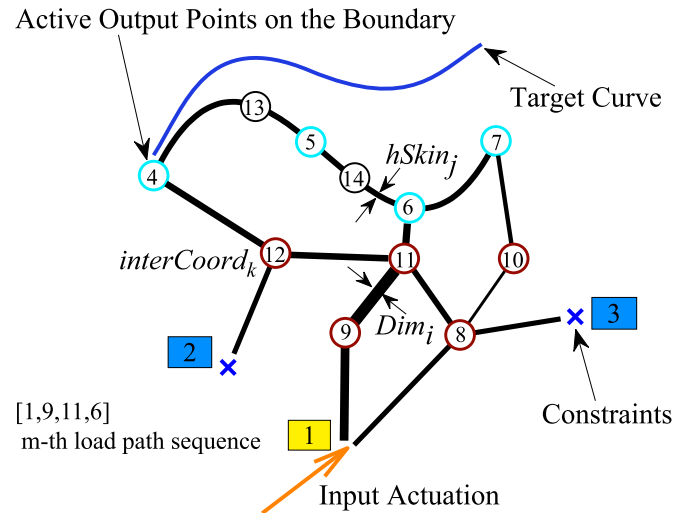 Active Output Points on the Boundary
Target Curve
13
5
7
hSkin_j
14
4
6
interCoord_k
12
11
10
Dim_i
9
8
3
2
[1,9,11,6]
m-th load path sequence
1
Constraints
Input Actuation